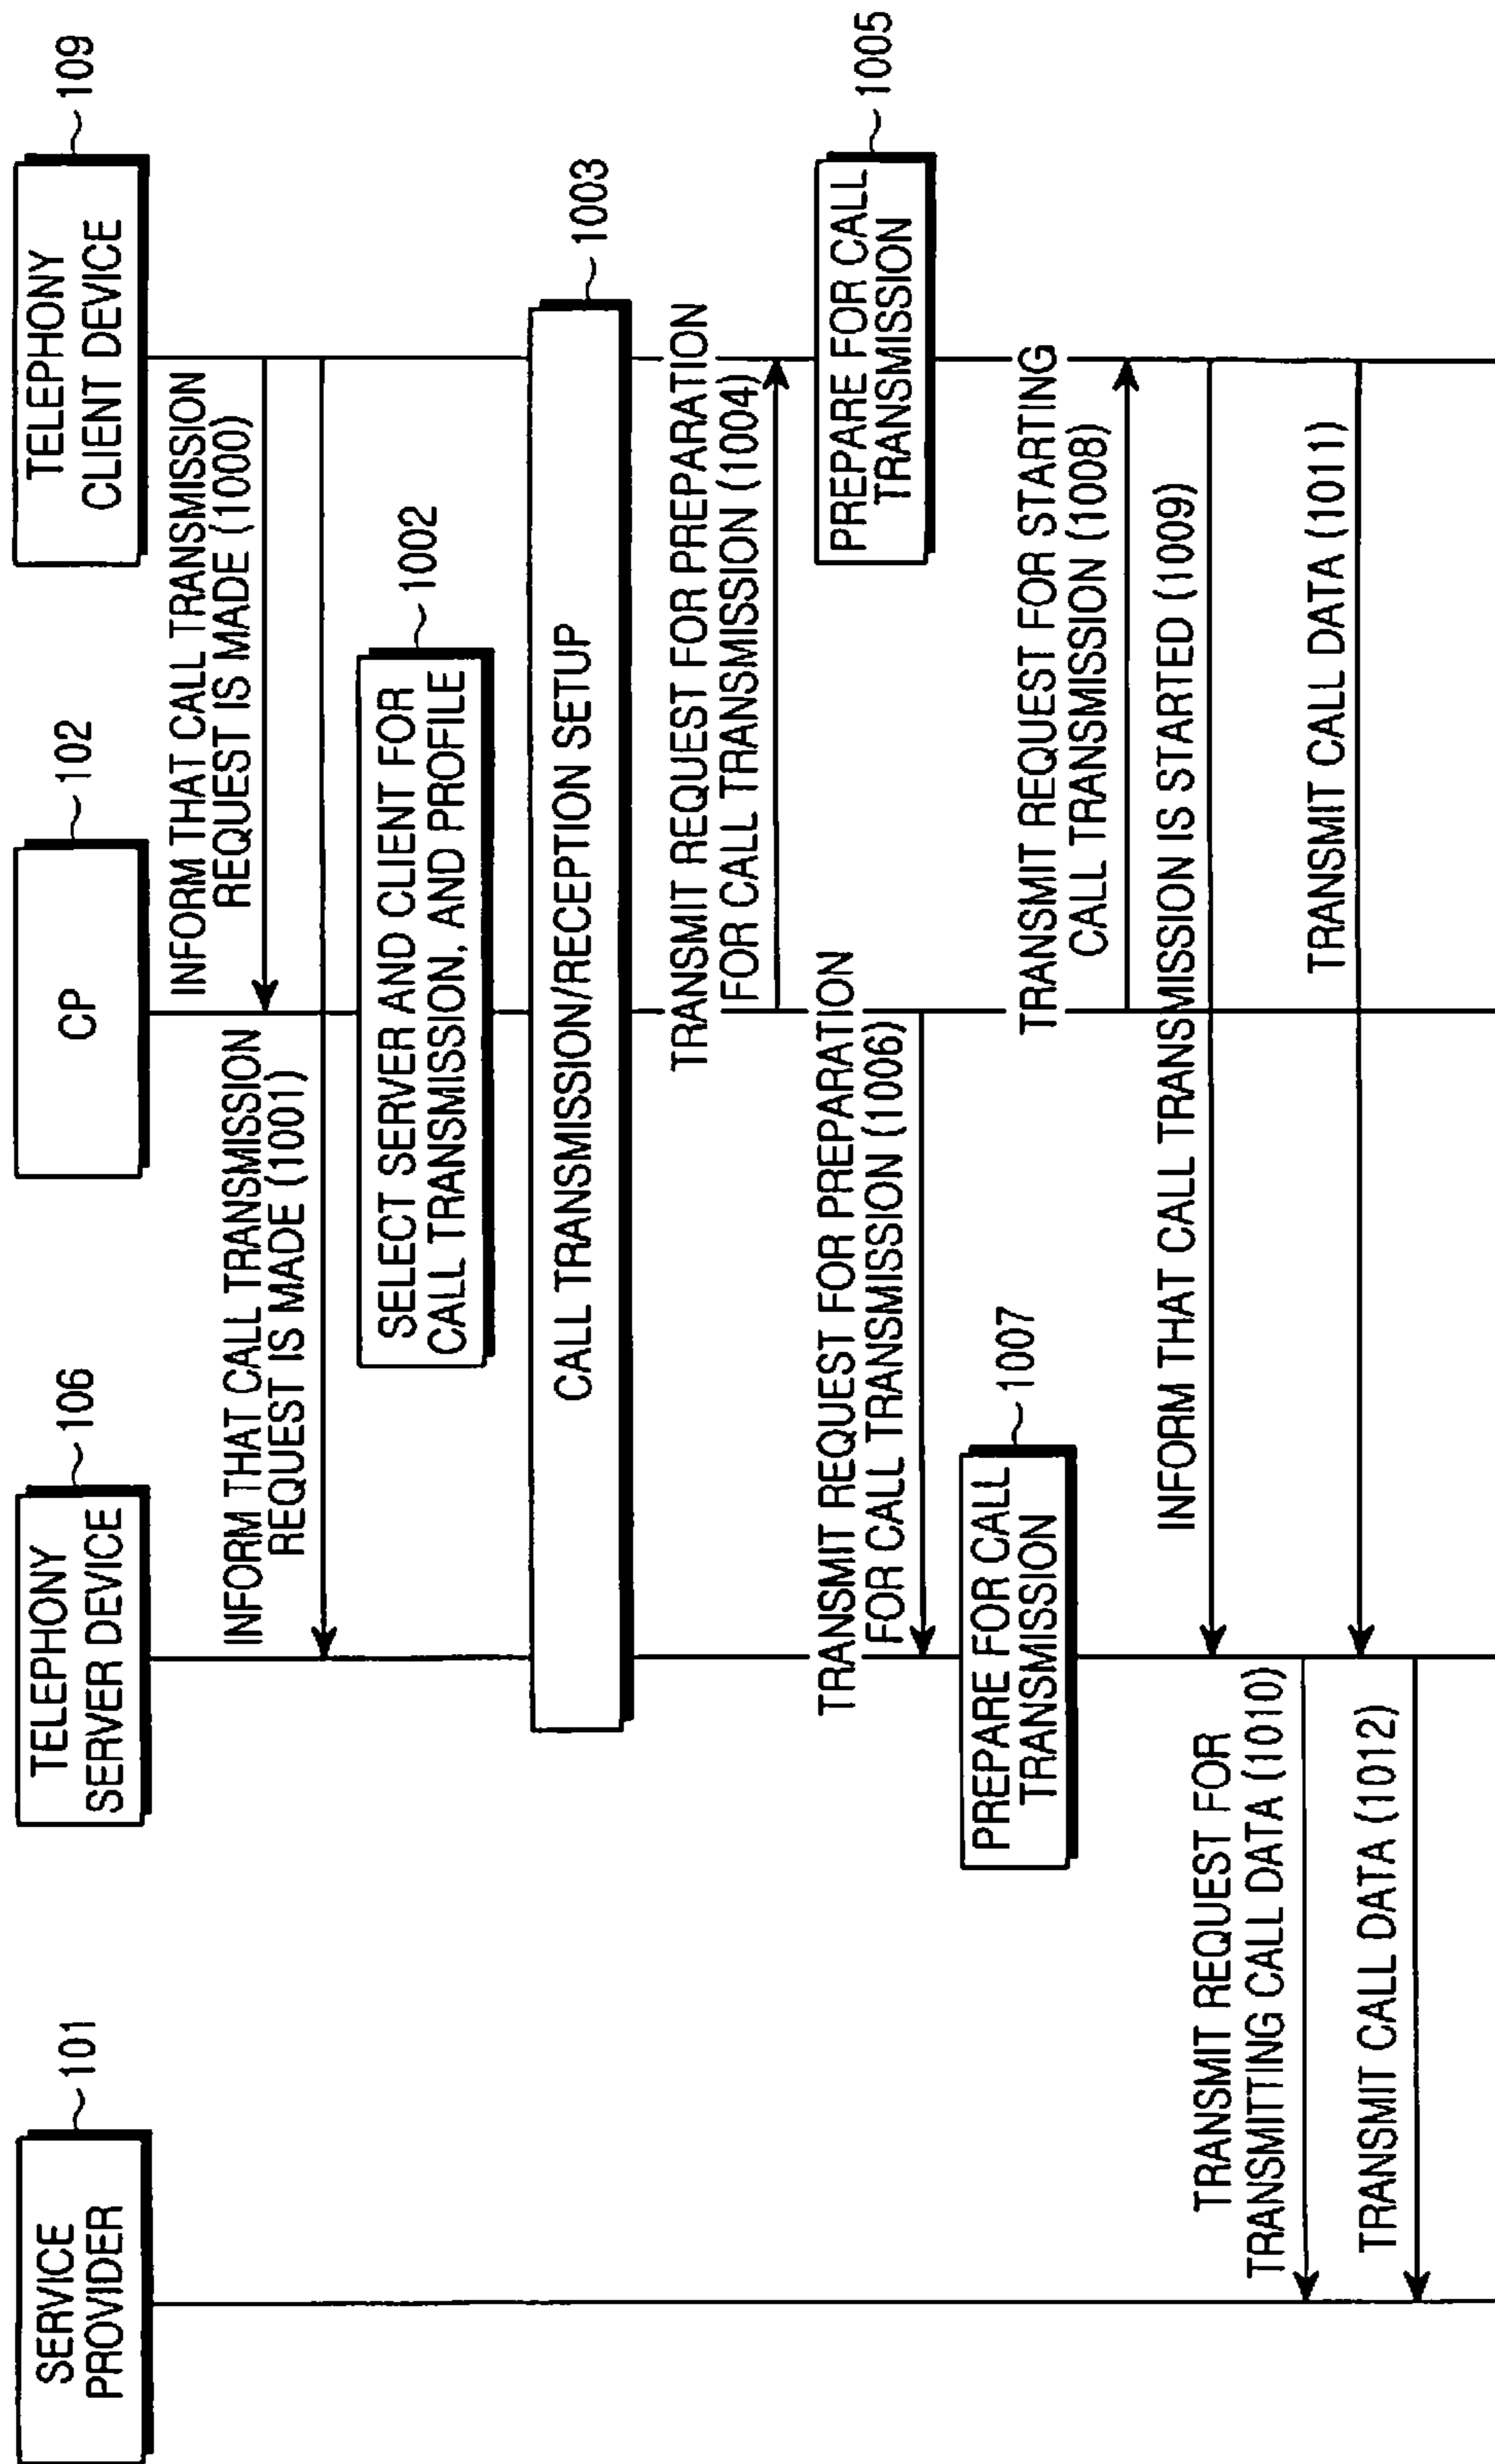 SERVICE
PROVIDER
101
TELEPHONY
SERVER DEVICE
106
CP
102
TELEPHONY
CLIENT DEVICE
109
INFORM THAT CALL TRANSMISSION
REQUEST IS MADE (1000)
INFORM THAT CALL TRANSMISSION
REQUEST IS MADE (1001)
SELECT SERVER AND CLIENT FOR
CALL TRANSMISSION, AND PROFILE
1002
CALL TRANSMISSION/RECEPTION SETUP
1003
TRANSMIT REQUEST FOR PREPARATION
FOR CALL TRANSMISSION (1004)
PREPARE FOR CALL
TRANSMISSION
1005
TRANSMIT REQUEST FOR PREPARATION
FOR CALL TRANSMISSION (1006)
PREPARE FOR CALL
TRANSMISSION
1007
TRANSMIT REQUEST FOR STARTING
CALL TRANSMISSION (1008)
INFORM THAT CALL TRANSMISSION IS STARTED (1009)
TRANSMIT REQUEST FOR
TRANSMITTING CALL DATA (1010)
TRANSMIT CALL DATA (1011)
TRANSMIT CALL DATA (1012)